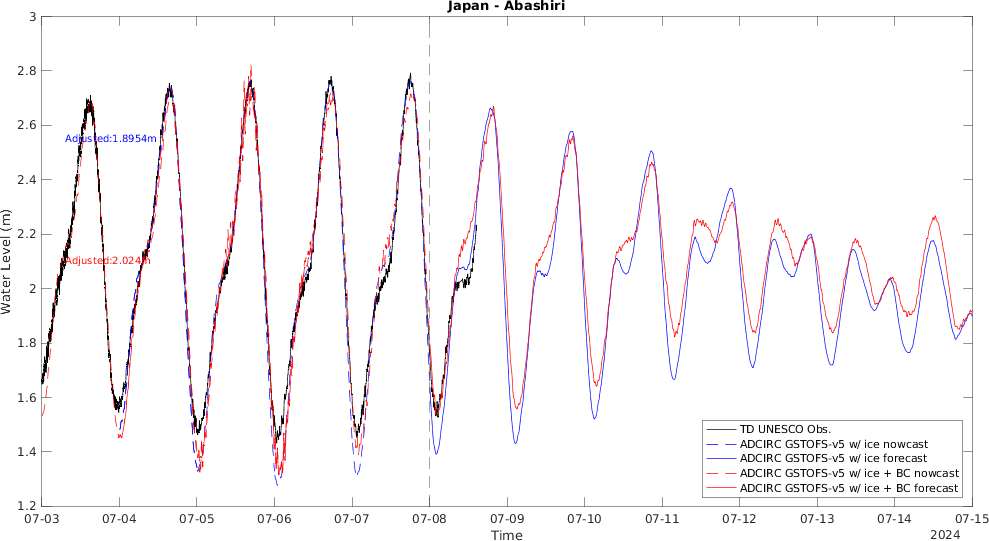 Japan - Abashiri
3
2.8
2.6
2.4
2.2
2
1.8
1.6
1.4
1.2
Water Level (m)
Adjusted:1.8954m
Adjusted:2.024m
TD UNESCO Obs.
ADCIRC GSTOFS-v5 w/ ice nowcast
ADCIRC GSTOFS-v5 w/ ice forecast
ADCIRC GSTOFS-v5 w/ ice + BC nowcast
ADCIRC GSTOFS-v5 w/ ice + BC forecast
07-03 07-04 07-05 07-06 07-07 07-08 07-09 07-10 07-11 07-12 07-13 07-14 07-15
Time
2024